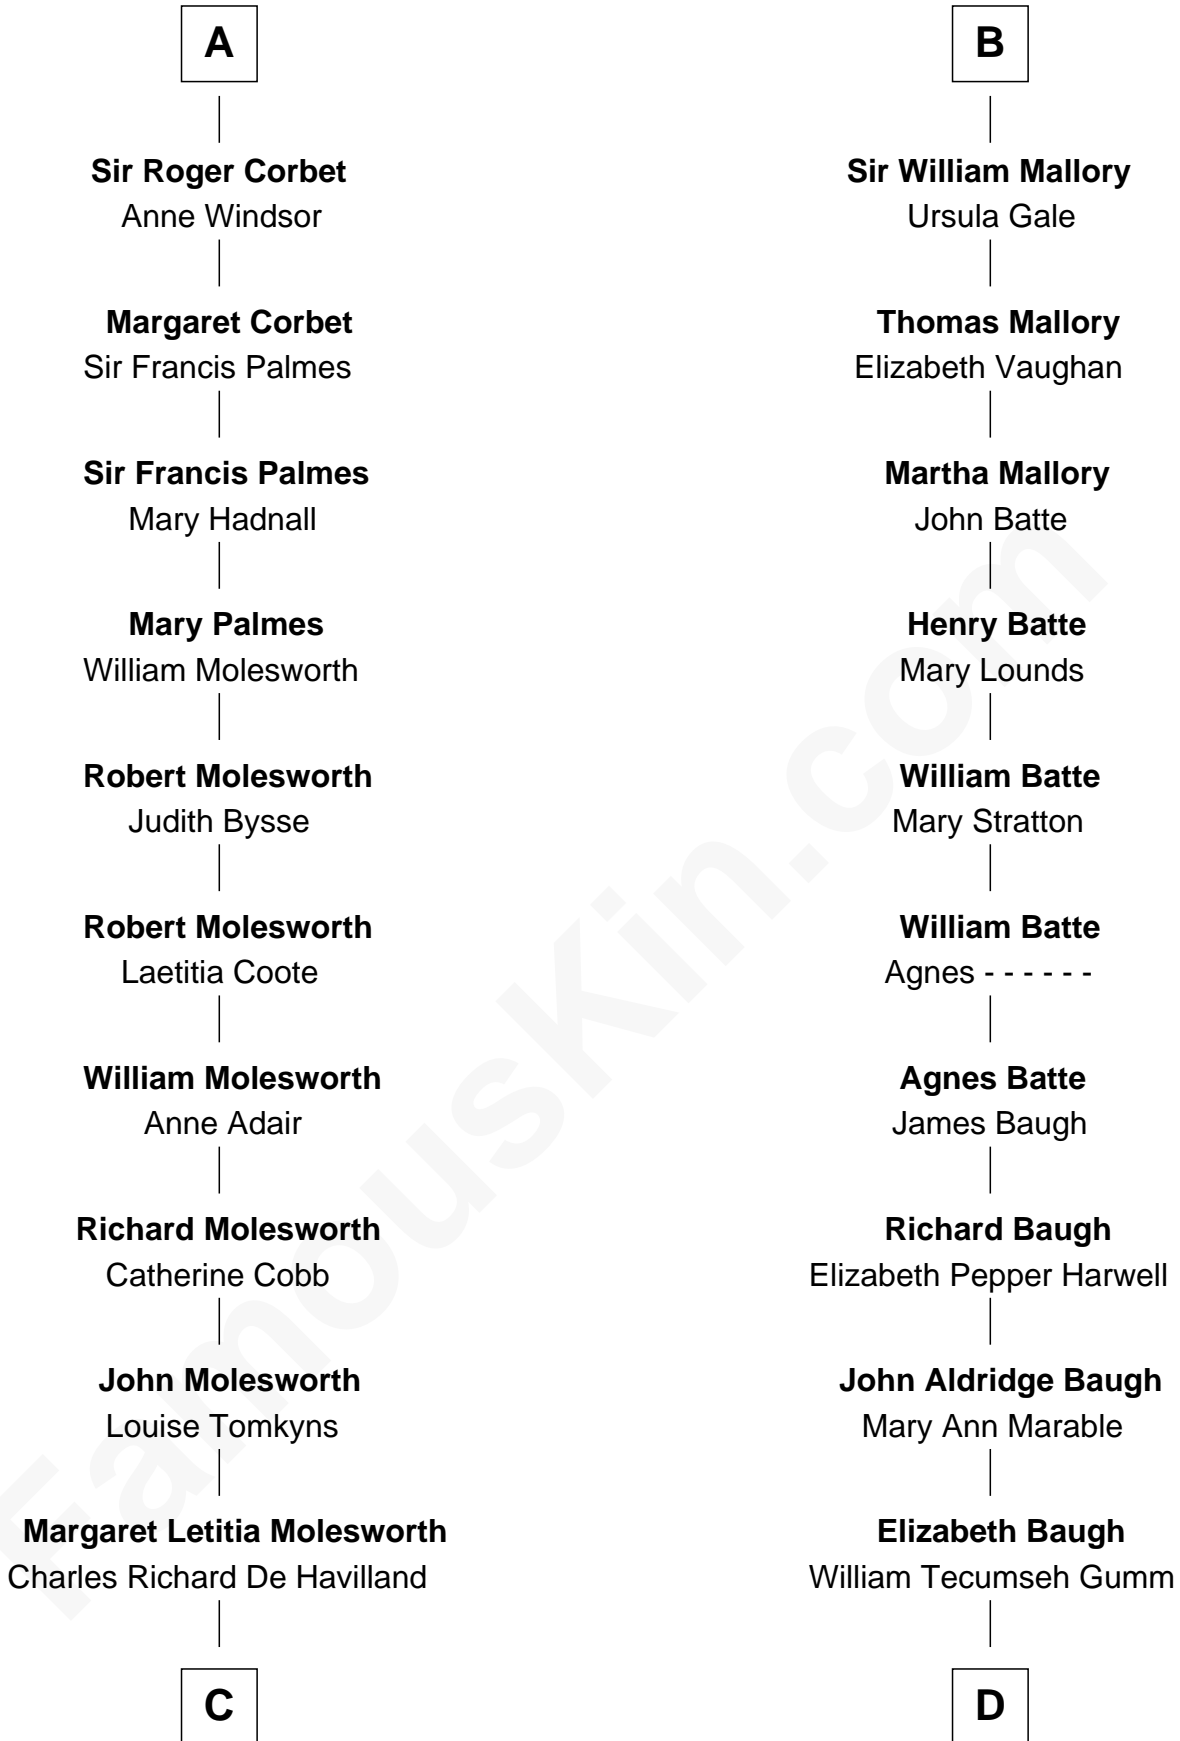 A
Sir Roger Corbet
Anne Windsor
Margaret Corbet
Sir Francis Palmes
Sir Francis Palmes
Mary Hadnall
Mary Palmes
William Molesworth
Robert Molesworth
Judith Bysse
Robert Molesworth
Laetitia Coote
William Molesworth
Anne Adair
Richard Molesworth
Catherine Cobb
John Molesworth
Louise Tomkyns
Margaret Letitia Molesworth
Charles Richard De Havilland
C
B
Sir William Mallory
Ursula Gale
Thomas Mallory
Elizabeth Vaughan
Martha Mallory
John Batte
Henry Batte
Mary Lounds
William Batte
Mary Stratton
William Batte
Agnes - - - - - -
Agnes Batte
James Baugh
Richard Baugh
Elizabeth Pepper Harwell
John Aldridge Baugh
Mary Ann Marable
Elizabeth Baugh
William Tecumseh Gumm
D
FamousKin.com